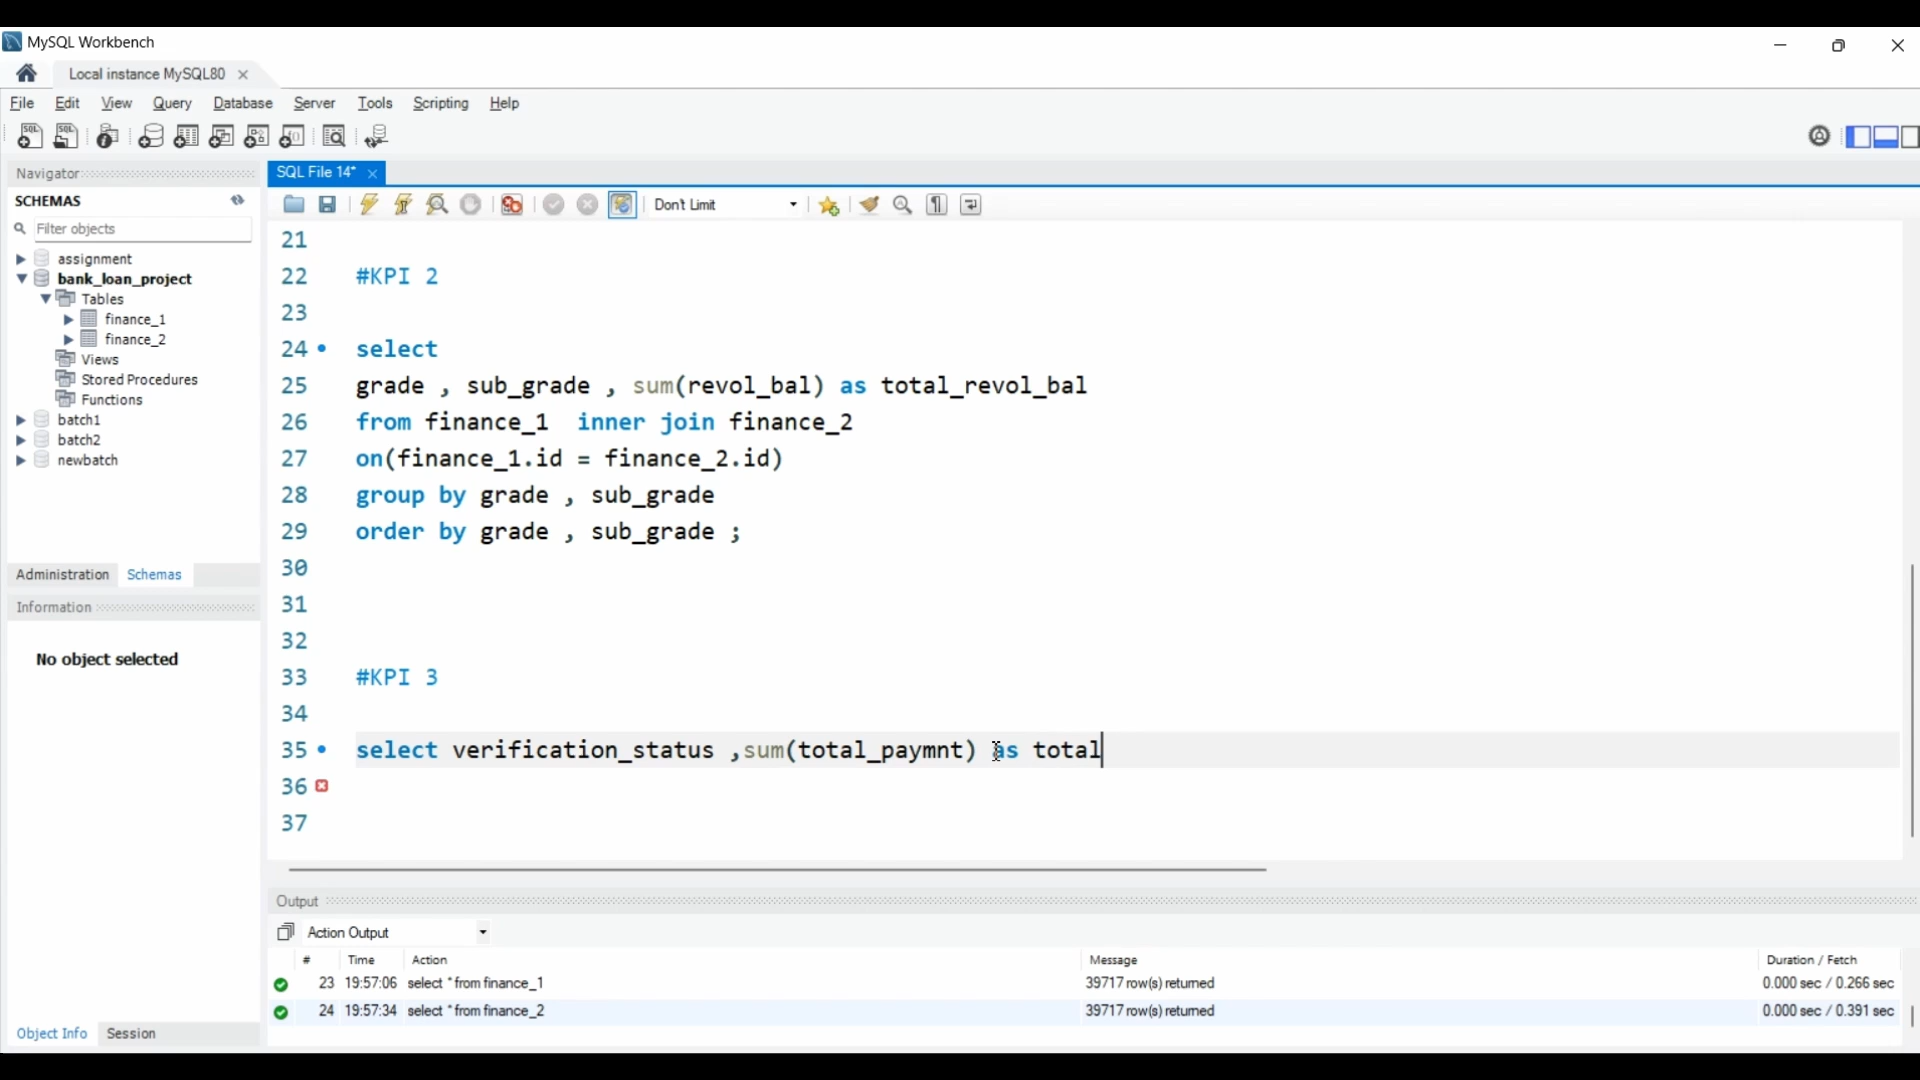 MySQL Workbench
Local instance MySQL80
File Edit View Query Database Server Tools Scripting Help
Navigator
SCHEMAS
Filter objects
assignment
bank_loan_project
Tables
finance_1
finance_2
Views
Stored Procedures
Functions
batch1
batch2
newbatch
Administration Schemas
Information
No object selected
Object Info Session
SQL File 14*
Don't Limit
21
22 #KPI 2
23
24 select
25 grade , sub_grade , sum(revol_bal) as total_revol_bal
26 from finance_1 inner join finance_2
27 on(finance_1.id = finance_2.id)
28 group by grade , sub_grade
29 order by grade , sub_grade ;
30
31
32
33 #KPI 3
34
35 select verification_status ,sum(total_paymnt) as total
36
37
Output
Action Output
# Time Action Message Duration / Fetch
23 19:57:06 select * from finance_1 39717 row(s) returned 0.000 sec / 0.266 sec
24 19:57:34 select * from finance_2 39717 row(s) returned 0.000 sec / 0.391 sec